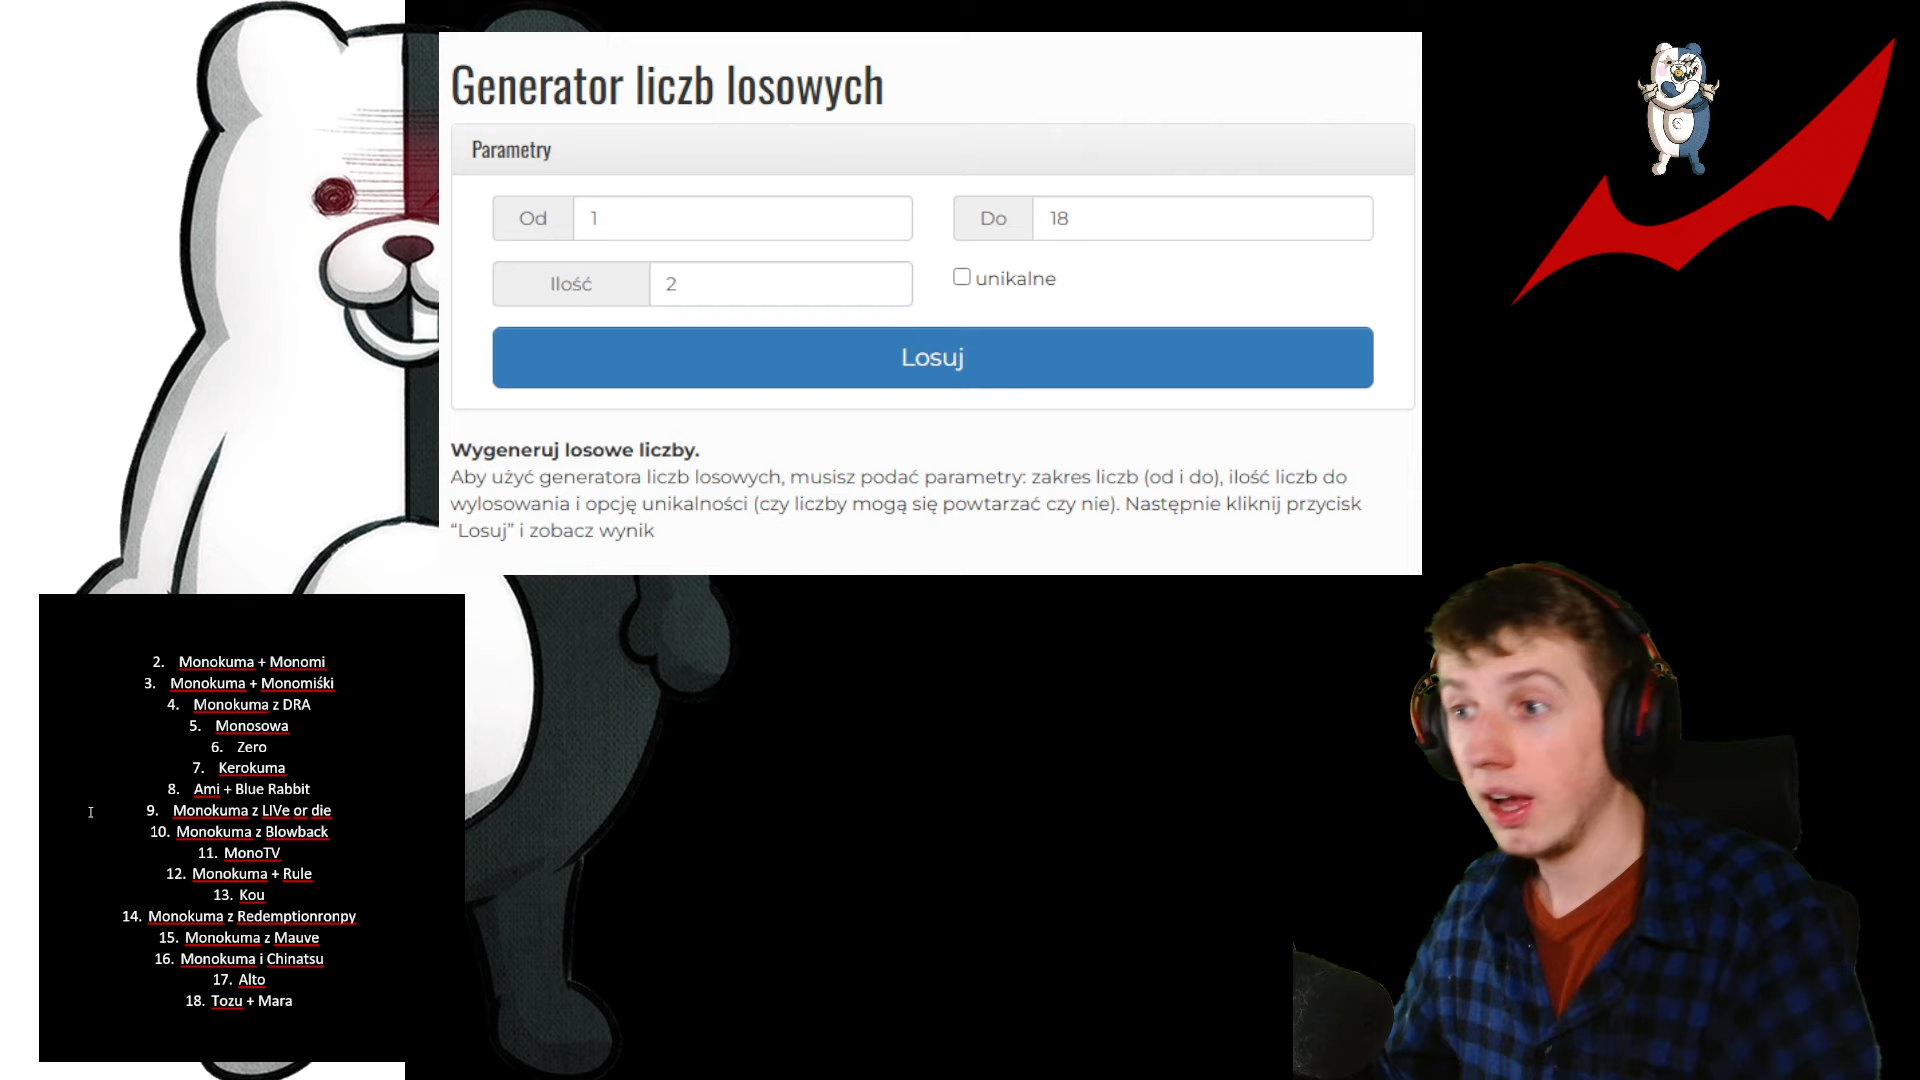 Generator liczb losowych
Parametry
Od 1
Do 18
Ilość 2
unikalne
Losuj
Wygeneruj losowe liczby.
Aby użyć generatora liczb losowych, musisz podać parametry: zakres liczb (od i do), ilość liczb do
wylosowania i opcję unikalności (czy liczby mogą się powtarzać czy nie). Następnie kliknij przycisk
“Losuj” i zobacz wynik
2. Monokuma + Monomi
3. Monokuma + Monomiśki
4. Monokuma z DRA
5. Monosowa
6. Zero
7. Kerokuma
8. Ami + Blue Rabbit
9. Monokuma z LIVe or die
10. Monokuma z Blowback
11. MonoTV
12. Monokuma + Rule
13. Kou
14. Monokuma z Redemptionronpy
15. Monokuma z Mauve
16. Monokuma i Chinatsu
17. Alto
18. Tozu + Mara